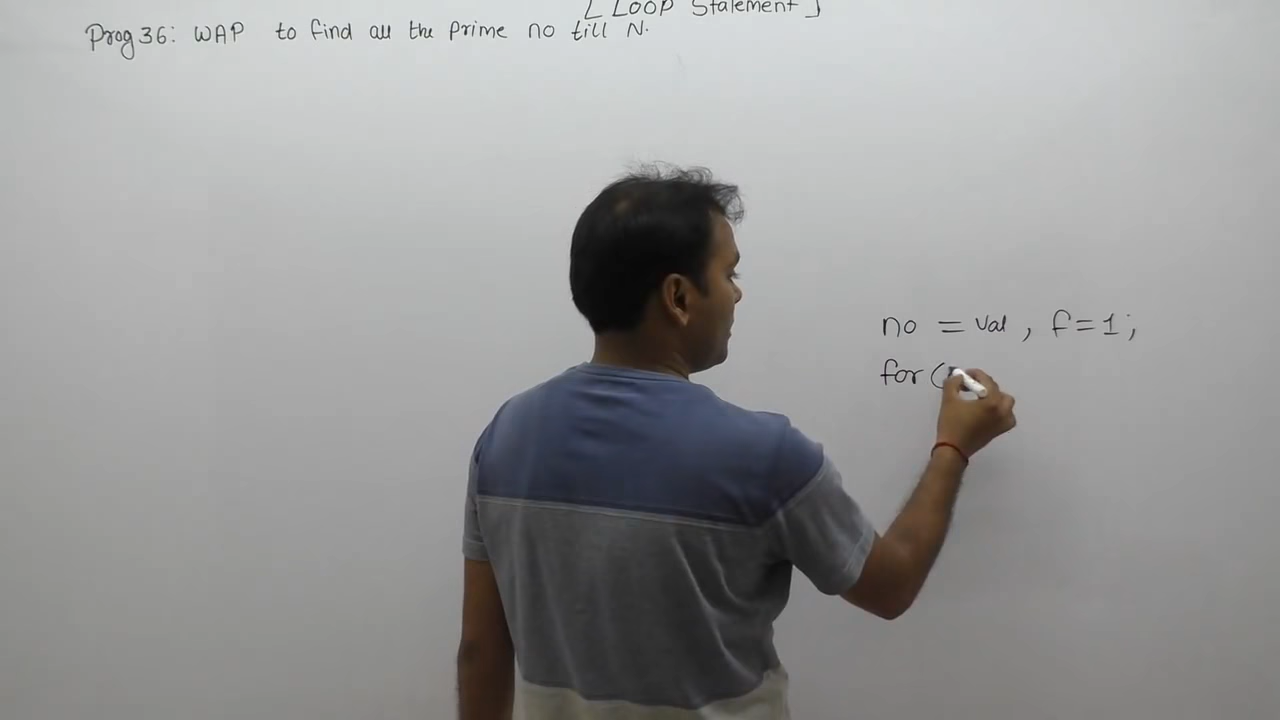 [ Loop Statement ]
Prog 36: WAP to find all the prime no till N.
no = val , f=1;
for (